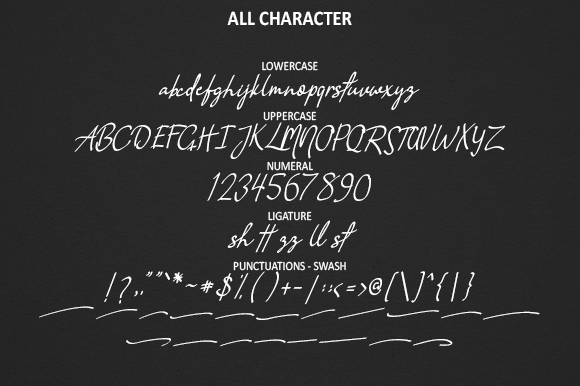 ALL CHARACTER
LOWERCASE
abcdefghijklmnopqrstuvwxyz
UPPERCASE
ABCDEFGHIJKLMNOPQRSTUVWXYZ
NUMERAL
1234567890
LIGATURE
sh tt zz ll st
PUNCTUATIONS - SWASH
!?,.""'`*~#$%()+-/:;<=>@[\]^{|}